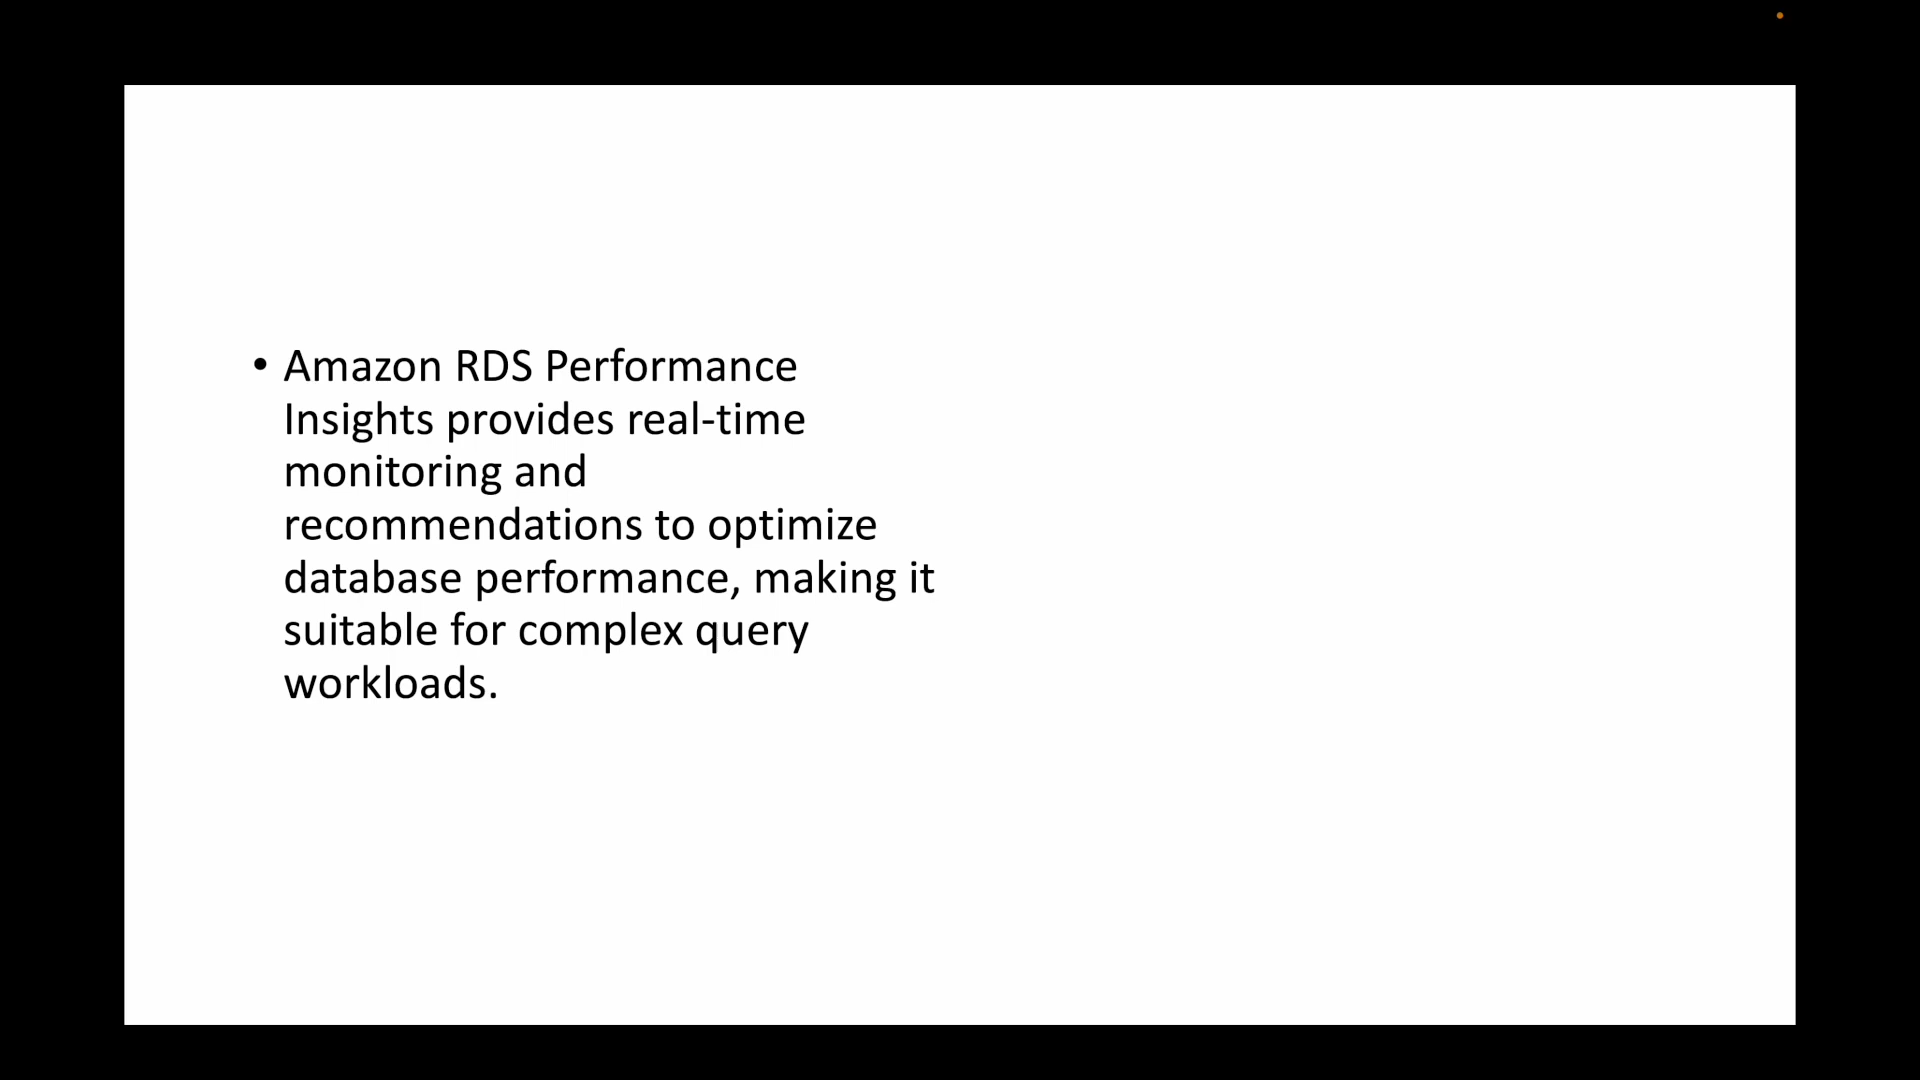 • Amazon RDS Performance
Insights provides real-time
monitoring and
recommendations to optimize
database performance, making it
suitable for complex query
workloads.